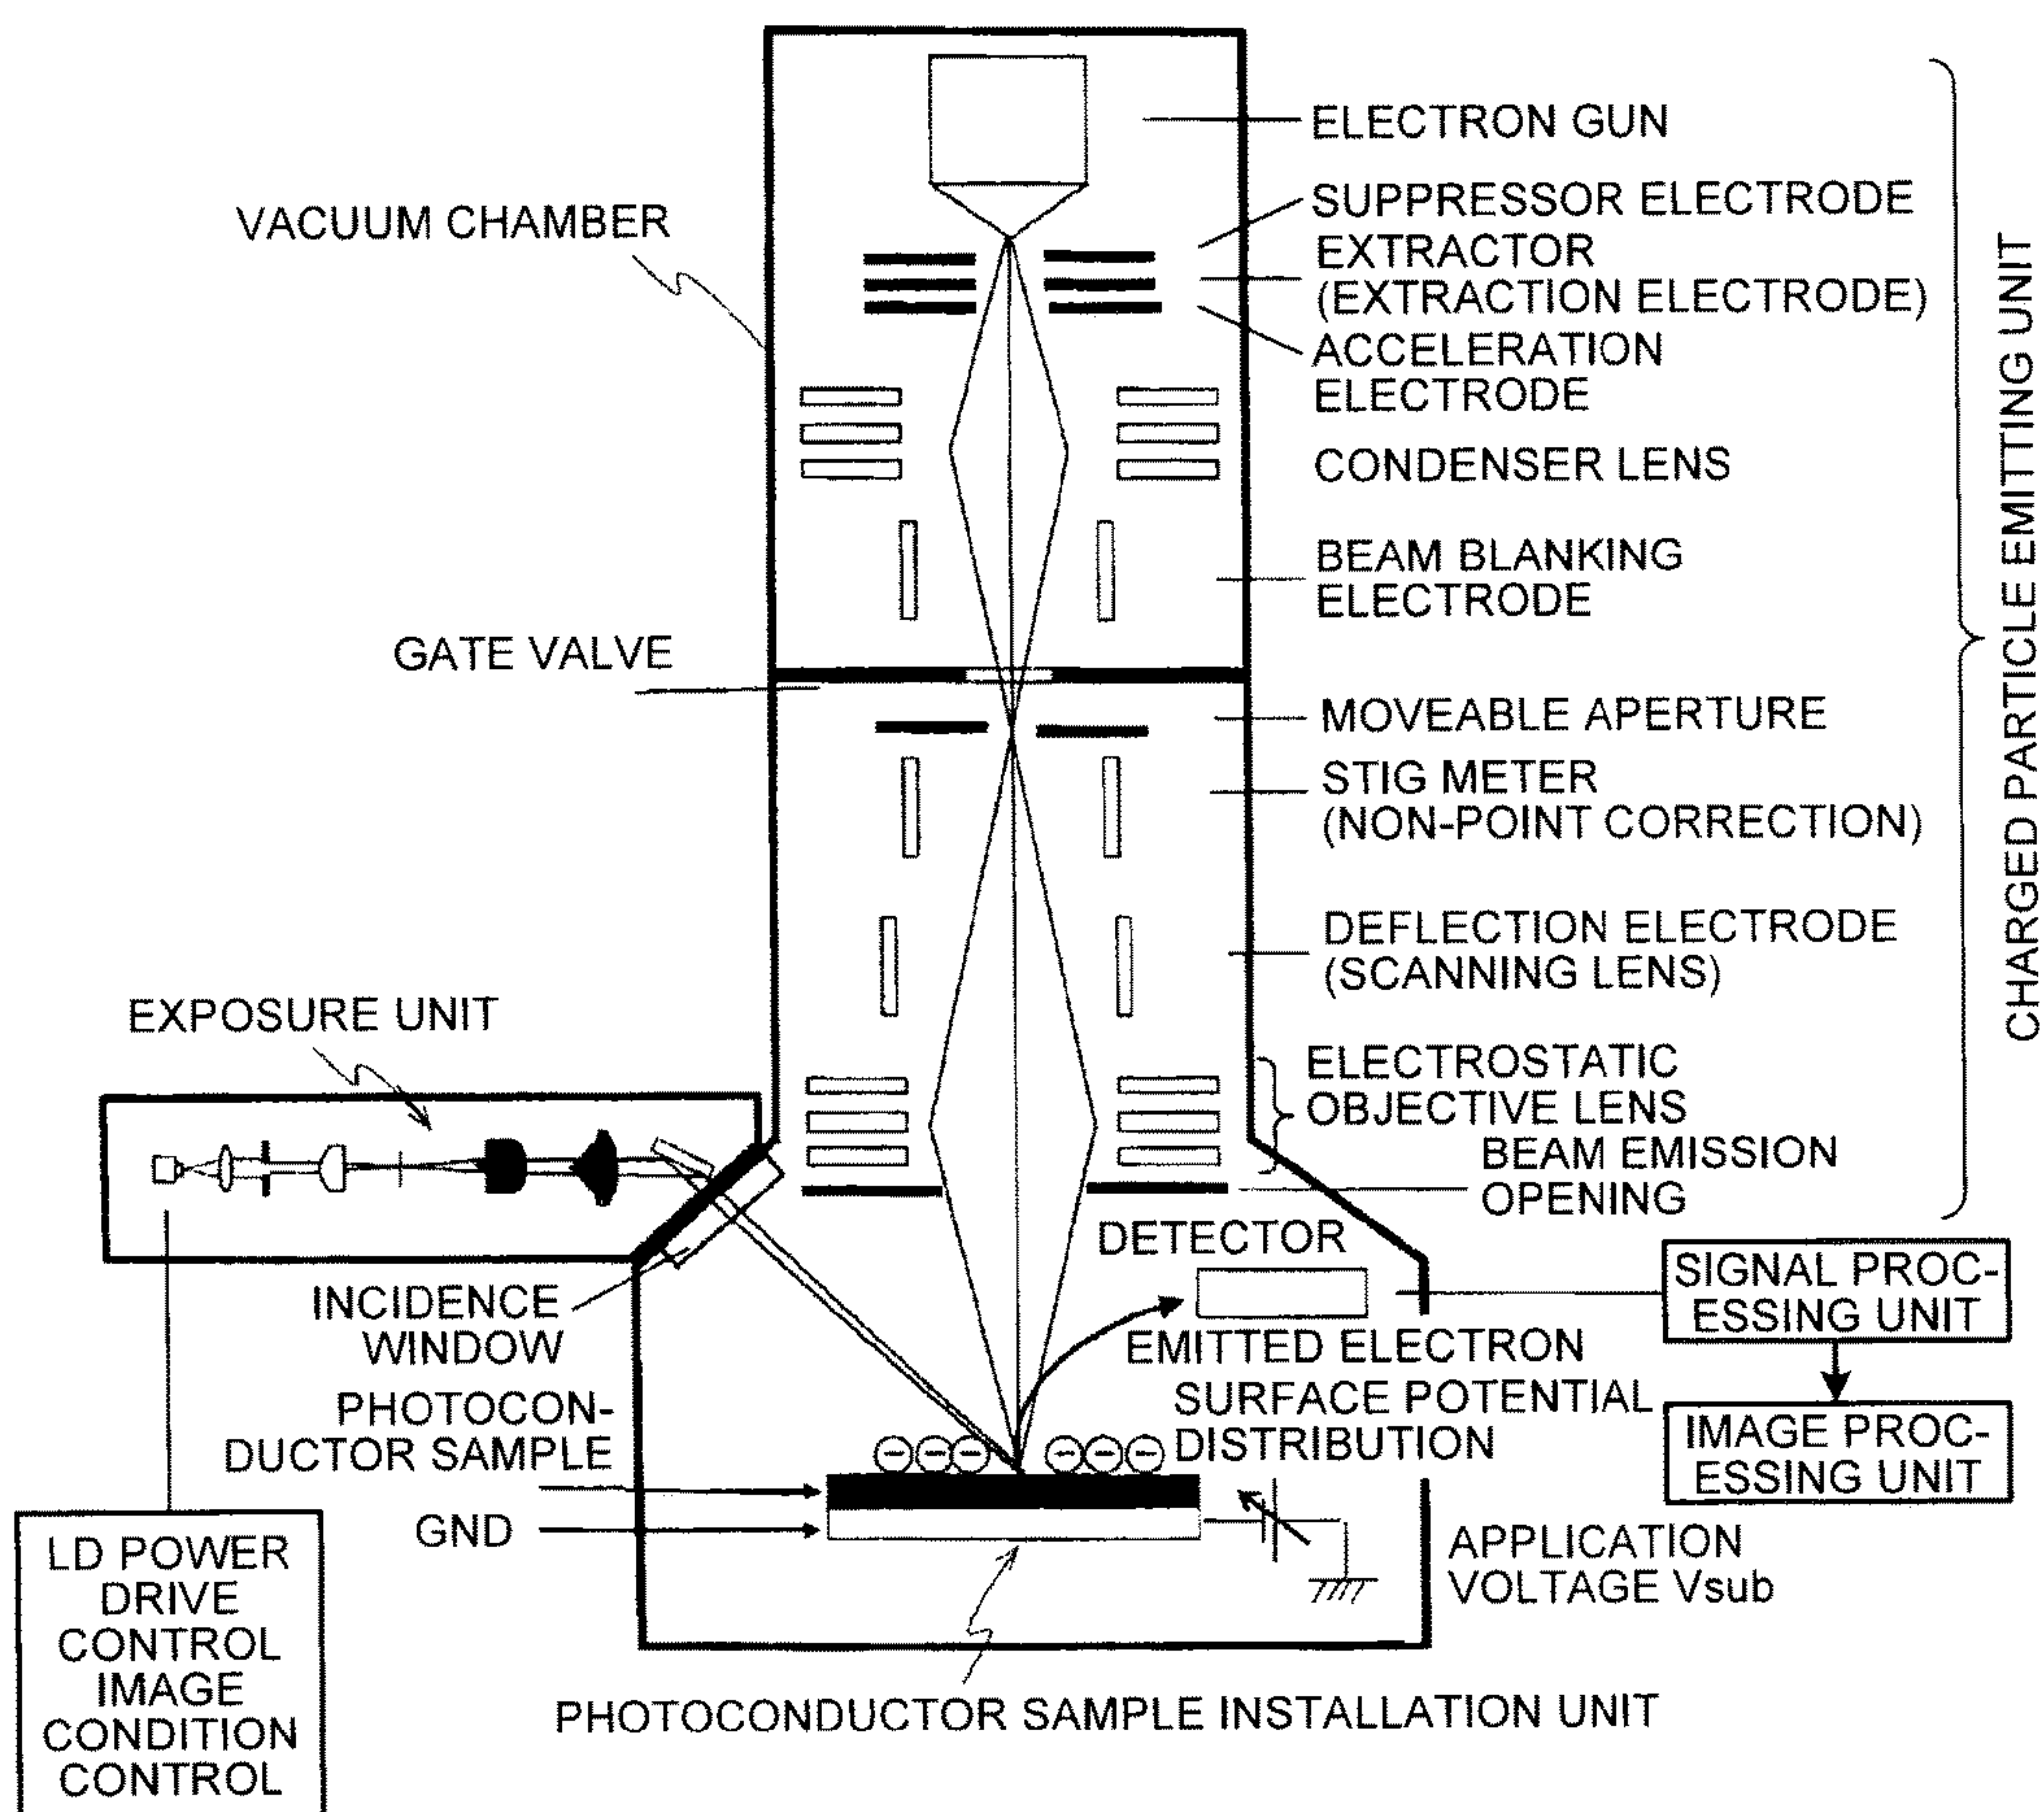 ELECTRON GUN
SUPPRESSOR ELECTRODE
VACUUM CHAMBER
EXTRACTOR
(EXTRACTION ELECTRODE)
ACCELERATION
ELECTRODE
CONDENSER LENS
BEAM BLANKING
ELECTRODE
GATE VALVE
MOVEABLE APERTURE
STIG METER
(NON-POINT CORRECTION)
DEFLECTION ELECTRODE
(SCANNING LENS)
CHARGED PARTICLE EMITTING UNIT
EXPOSURE UNIT
ELECTROSTATIC
OBJECTIVE LENS
BEAM EMISSION
OPENING
DETECTOR
SIGNAL PROC-
ESSING UNIT
INCIDENCE
WINDOW
EMITTED ELECTRON
SURFACE POTENTIAL
DISTRIBUTION
IMAGE PROC-
ESSING UNIT
PHOTOCON-
DUCTOR SAMPLE
GND
APPLICATION
VOLTAGE Vsub
LD POWER
DRIVE
CONTROL
IMAGE
CONDITION
CONTROL
PHOTOCONDUCTOR SAMPLE INSTALLATION UNIT